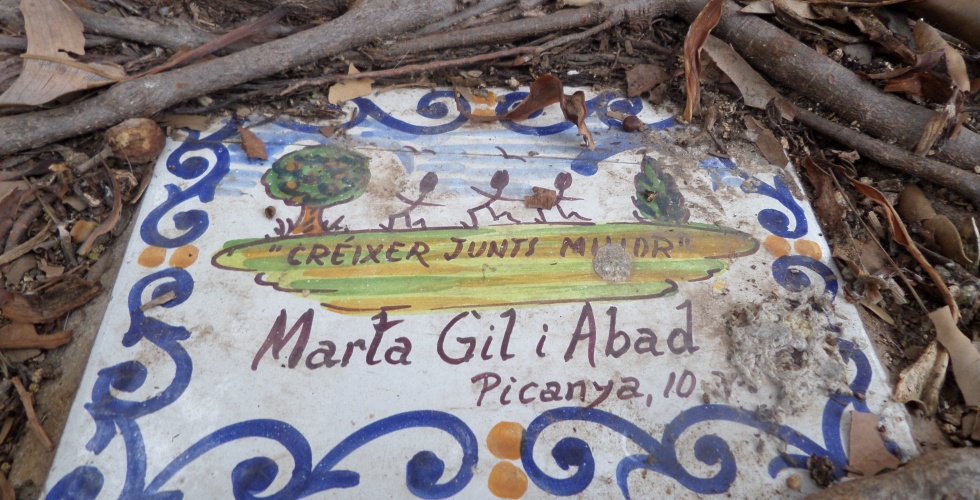 "CRÉIXER JUNTS MILLOR"
Marta Gil i Abad
Picanya, 10